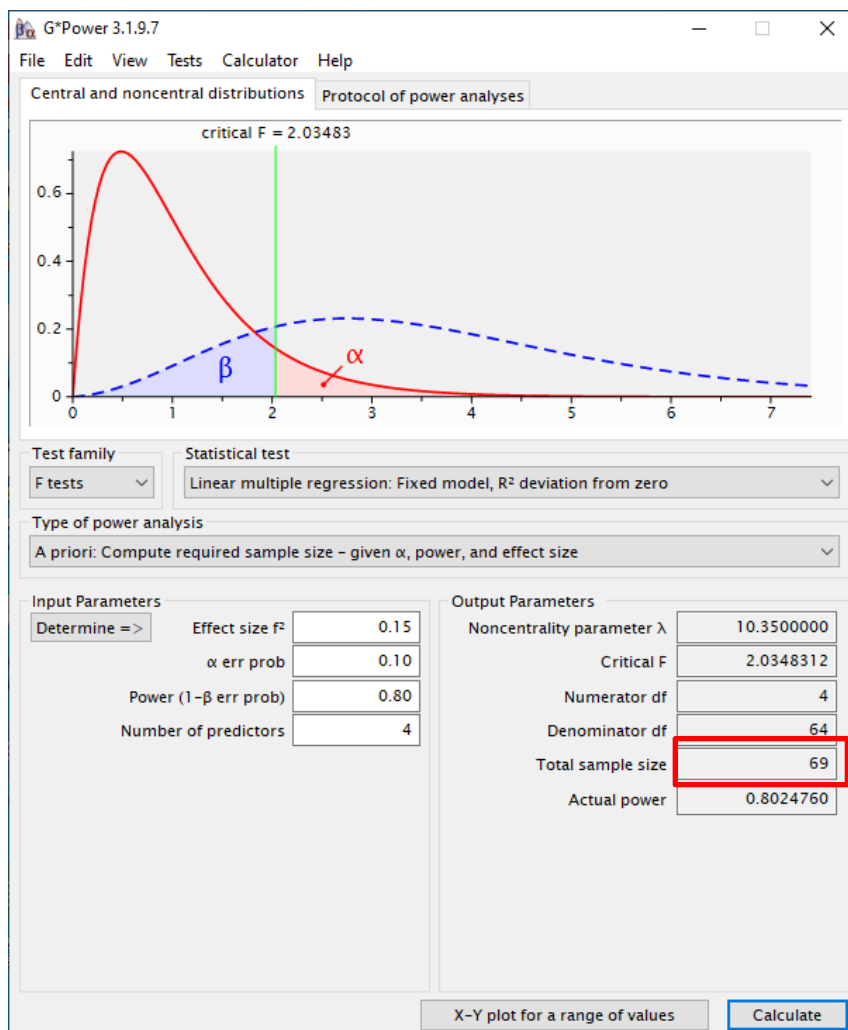 G*Power 3.1.9.7
File Edit View Tests Calculator Help
Central and noncentral distributions Protocol of power analyses
critical F = 2.03483
0.6
0.4
0.2
0
β
α
0 1 2 3 4 5 6 7
Test family Statistical test
F tests Linear multiple regression: Fixed model, R² deviation from zero
Type of power analysis
A priori: Compute required sample size – given α, power, and effect size
Input Parameters Output Parameters
Determine => Effect size f² 0.15 Noncentrality parameter λ 10.3500000
α err prob 0.10 Critical F 2.0348312
Power (1-β err prob) 0.80 Numerator df 4
Number of predictors 4 Denominator df 64
Total sample size 69
Actual power 0.8024760
X-Y plot for a range of values Calculate